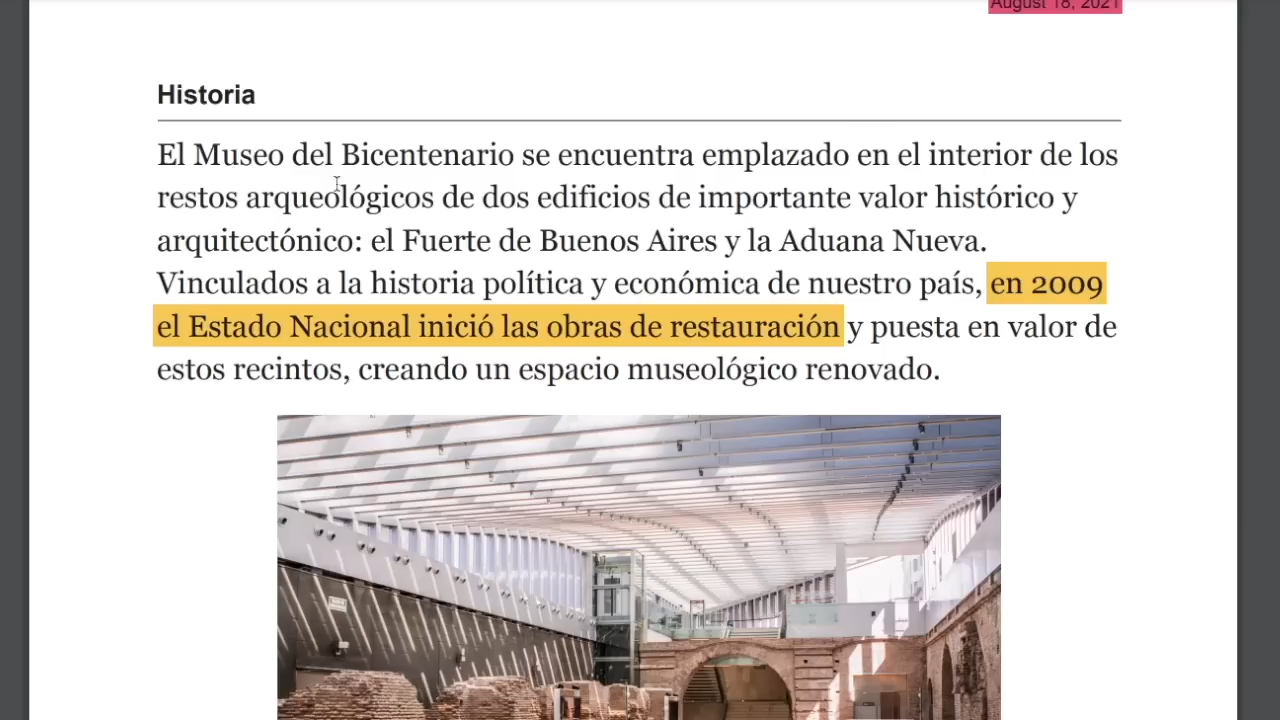 August 18, 2021
Historia
El Museo del Bicentenario se encuentra emplazado en el interior de los
restos arqueológicos de dos edificios de importante valor histórico y
arquitectónico: el Fuerte de Buenos Aires y la Aduana Nueva.
Vinculados a la historia política y económica de nuestro país, en 2009
el Estado Nacional inició las obras de restauración y puesta en valor de
estos recintos, creando un espacio museológico renovado.